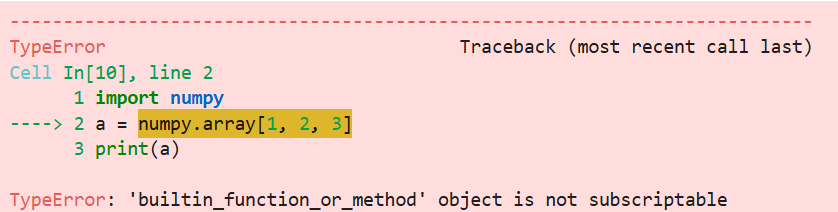 --------------------------------------------------------------------------
TypeError                                 Traceback (most recent call last)
Cell In[10], line 2
      1 import numpy
----> 2 a = numpy.array[1, 2, 3]
      3 print(a)

TypeError: 'builtin_function_or_method' object is not subscriptable